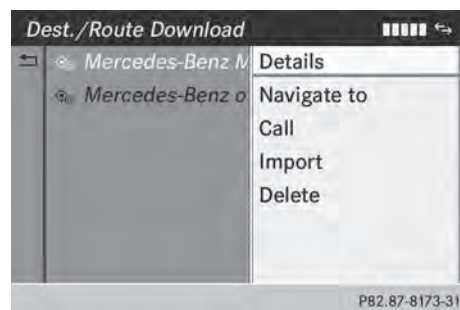 Dest./Route Download
Mercedes-Benz M
Details
Mercedes-Benz o
Navigate to
Call
Import
Delete
P82.87-8173-31